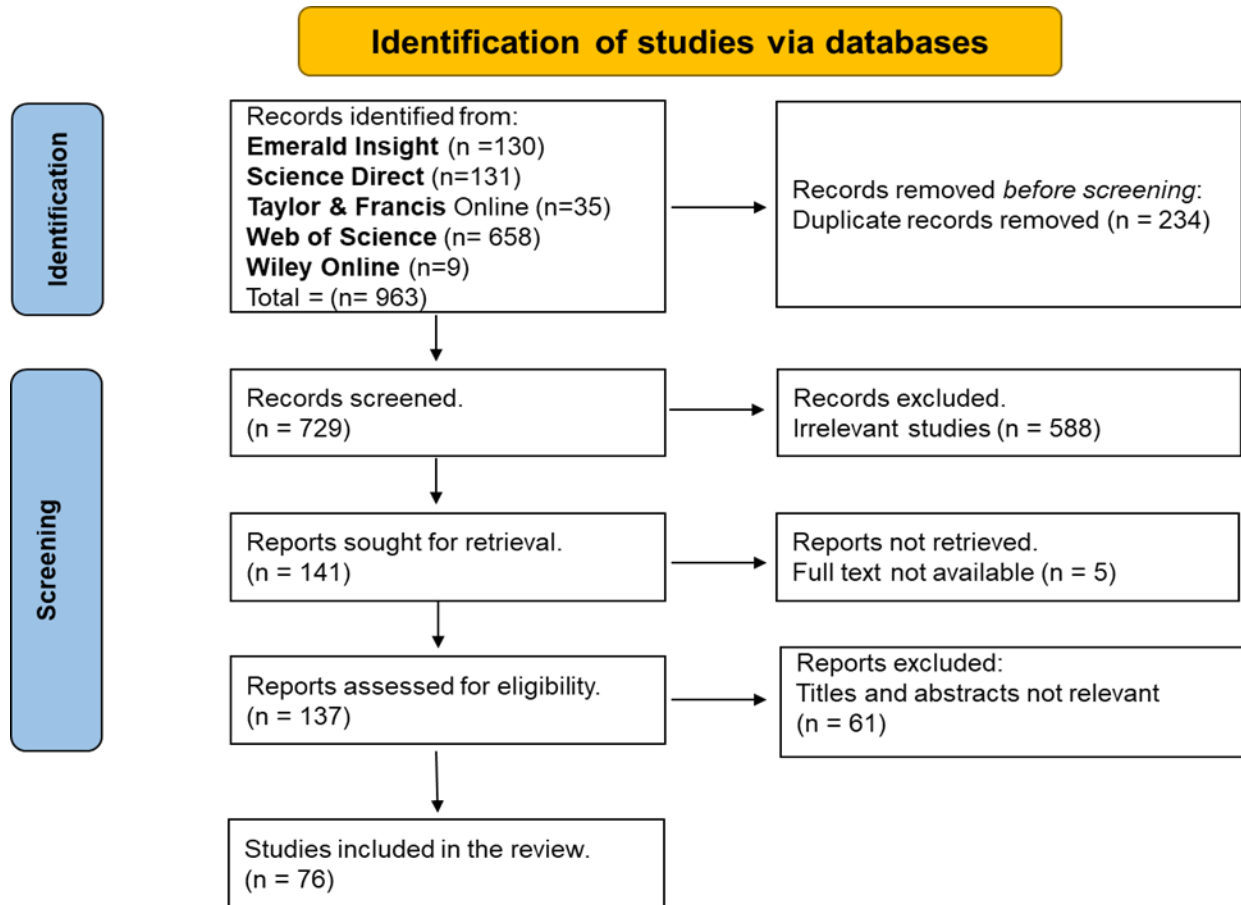 Identification of studies via databases
Identification
Records identified from:
Emerald Insight (n =130)
Science Direct (n=131)
Taylor & Francis Online (n=35)
Web of Science (n= 658)
Wiley Online (n=9)
Total = (n= 963)
Records removed before screening:
Duplicate records removed (n = 234)
Screening
Records screened.
(n = 729)
Records excluded.
Irrelevant studies (n = 588)
Reports sought for retrieval.
(n = 141)
Reports not retrieved.
Full text not available (n = 5)
Reports assessed for eligibility.
(n = 137)
Reports excluded:
Titles and abstracts not relevant
(n = 61)
Studies included in the review.
(n = 76)